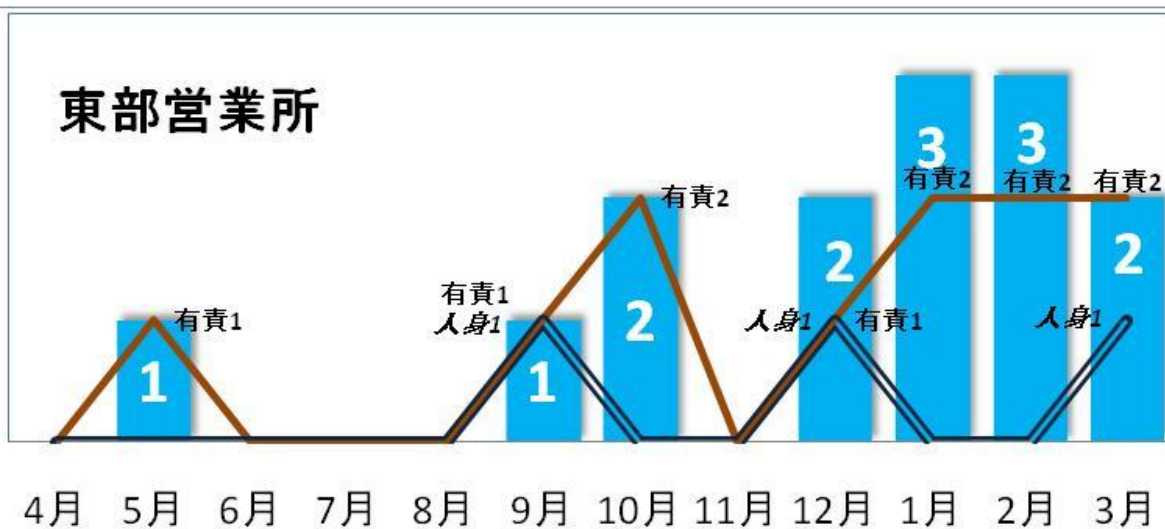 東部営業所
3
3
有責2
有責2
有責2
有責2
2
2
有責1
有責1
人身1
2
人身1
有責1
人身1
1
1
4月 5月 6月 7月 8月 9月 10月 11月 12月 1月 2月 3月